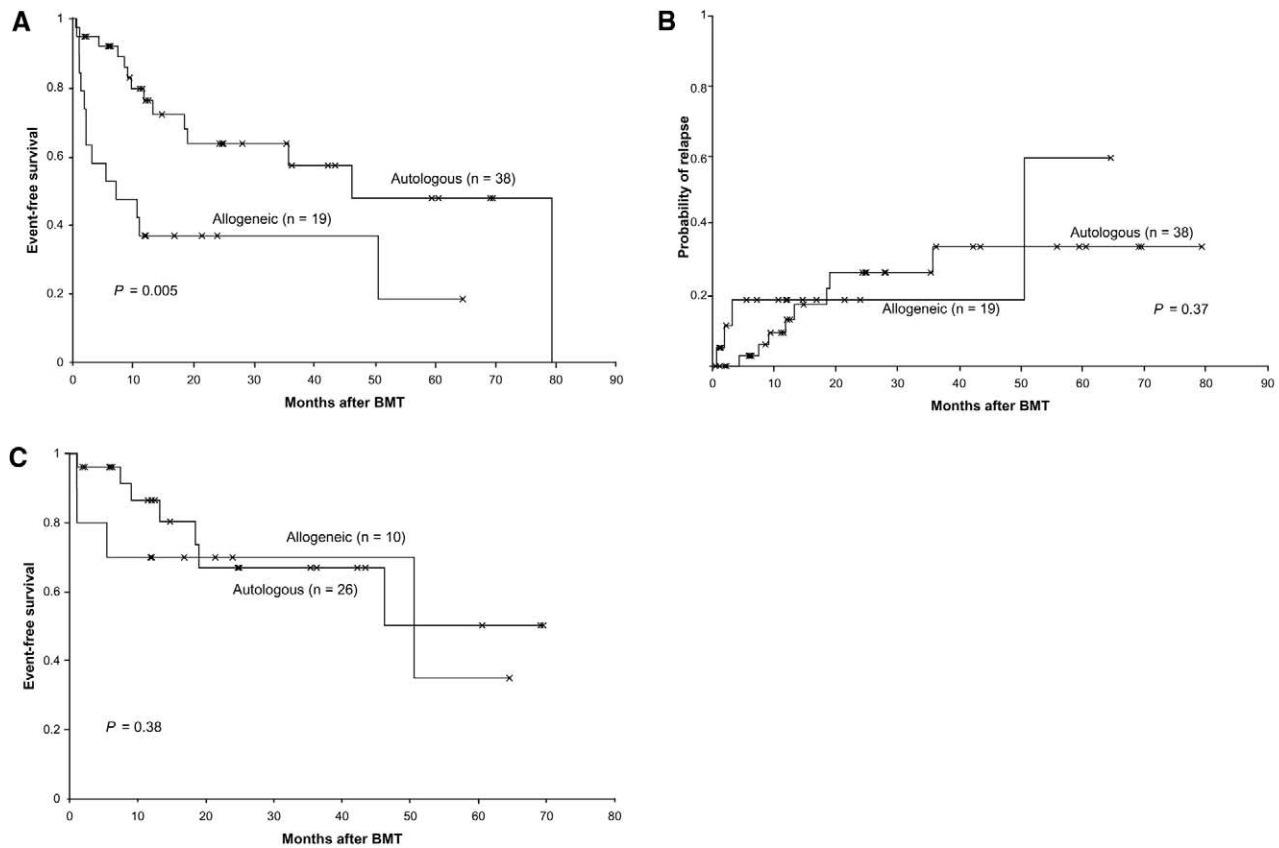 A
Event-free survival
1
0.8
0.6
0.4
0.2
0
Autologous (n = 38)
Allogeneic (n = 19)
P = 0.005
0 10 20 30 40 50 60 70 80 90
Months after BMT
B
Probability of relapse
1
0.8
0.6
0.4
0.2
Autologous (n = 38)
Allogeneic (n = 19)
P = 0.37
0 10 20 30 40 50 60 70 80 90
Months after BMT
C
Event-free survival
1
0.8
0.6
0.4
0.2
0
Allogeneic (n = 10)
Autologous (n = 26)
P = 0.38
0 10 20 30 40 50 60 70 80
Months after BMT